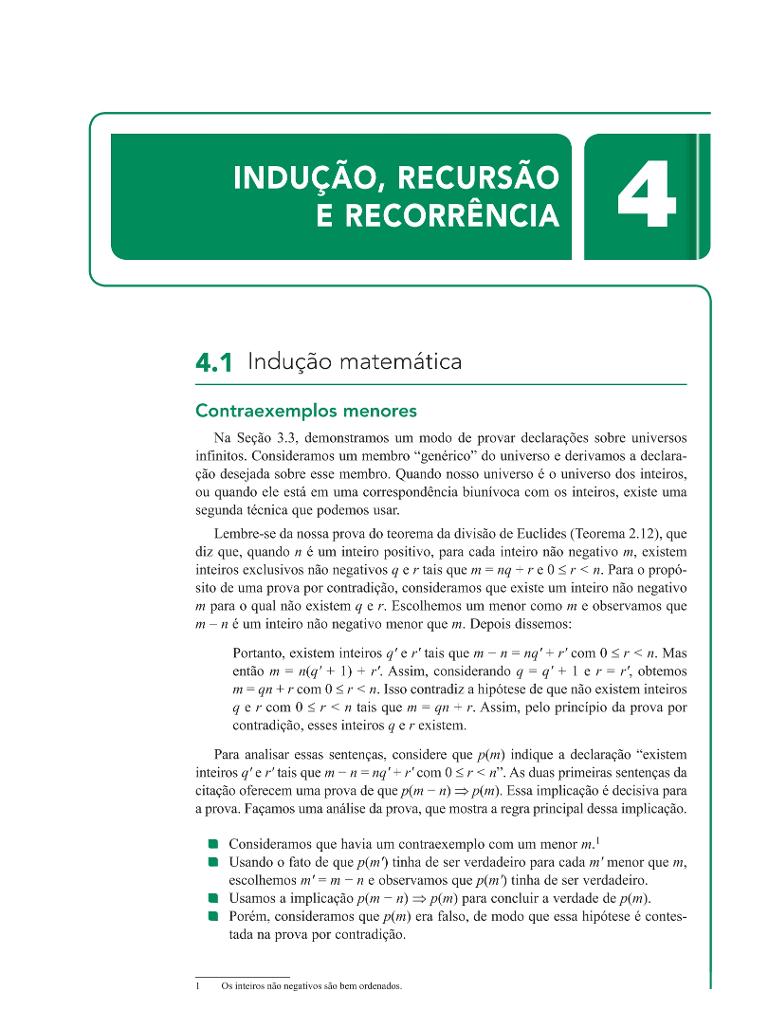 INDUÇÃO, RECURSÃO
E RECORRÊNCIA
4
4.1 Indução matemática
Contraexemplos menores
Na Seção 3.3, demonstramos um modo de provar declarações sobre universos
infinitos. Consideramos um membro “genérico” do universo e derivamos a declara-
ção desejada sobre esse membro. Quando nosso universo é o universo dos inteiros,
ou quando ele está em uma correspondência biunívoca com os inteiros, existe uma
segunda técnica que podemos usar.
Lembre-se da nossa prova do teorema da divisão de Euclides (Teorema 2.12), que
diz que, quando n é um inteiro positivo, para cada inteiro não negativo m, existem
inteiros exclusivos não negativos q e r tais que m = nq + r e 0 ≤ r < n. Para o propó-
sito de uma prova por contradição, consideramos que existe um inteiro não negativo
m para o qual não existem q e r. Escolhemos um menor como m e observamos que
m − n é um inteiro não negativo menor que m. Depois dissemos:
Portanto, existem inteiros q′ e r′ tais que m − n = nq′ + r′ com 0 ≤ r < n. Mas
então m = n(q′ + 1) + r′. Assim, considerando q = q′ + 1 e r = r′, obtemos
m = qn + r com 0 ≤ r < n. Isso contradiz a hipótese de que não existem inteiros
q e r com 0 ≤ r < n tais que m = qn + r. Assim, pelo princípio da prova por
contradição, esses inteiros q e r existem.
Para analisar essas sentenças, considere que p(m) indique a declaração “existem
inteiros q′ e r′ tais que m − n = nq′ + r′ com 0 ≤ r < n”. As duas primeiras sentenças da
citação oferecem uma prova de que p(m − n) ⇒ p(m). Essa implicação é decisiva para
a prova. Façamos uma análise da prova, que mostra a regra principal dessa implicação.
Consideramos que havia um contraexemplo com um menor m.1
Usando o fato de que p(m′) tinha de ser verdadeiro para cada m′ menor que m,
escolhemos m′ = m − n e observamos que p(m′) tinha de ser verdadeiro.
Usamos a implicação p(m − n) ⇒ p(m) para concluir a verdade de p(m).
Porém, consideramos que p(m) era falso, de modo que essa hipótese é contes-
tada na prova por contradição.
1 Os inteiros não negativos são bem ordenados.